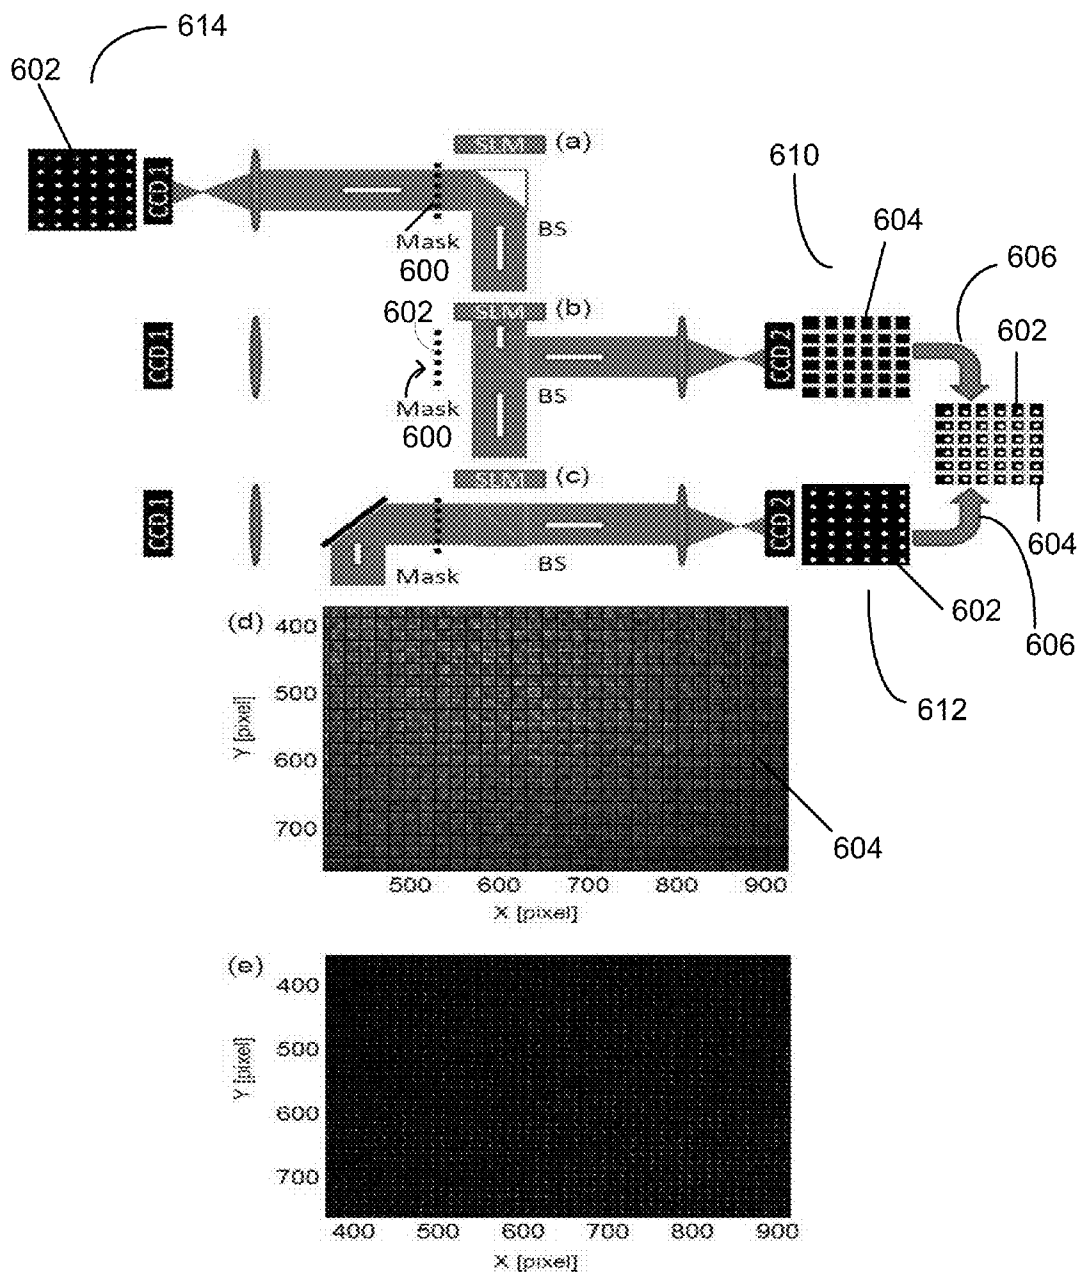 614
602
SLM (a)
610
CCD 1
604
606
Mask
600
BS
602
SLM (b)
602
CCD 1
CCD 2
Mask
600
BS
SLM (c)
CCD 1
CCD 2
604
Mask
BS
602
606
612
(d)
400
500
600
700
Y [pixel]
604
500 600 700 800 900
X [pixel]
(e)
400
500
600
700
Y [pixel]
400 500 600 700 800 900
X [pixel]